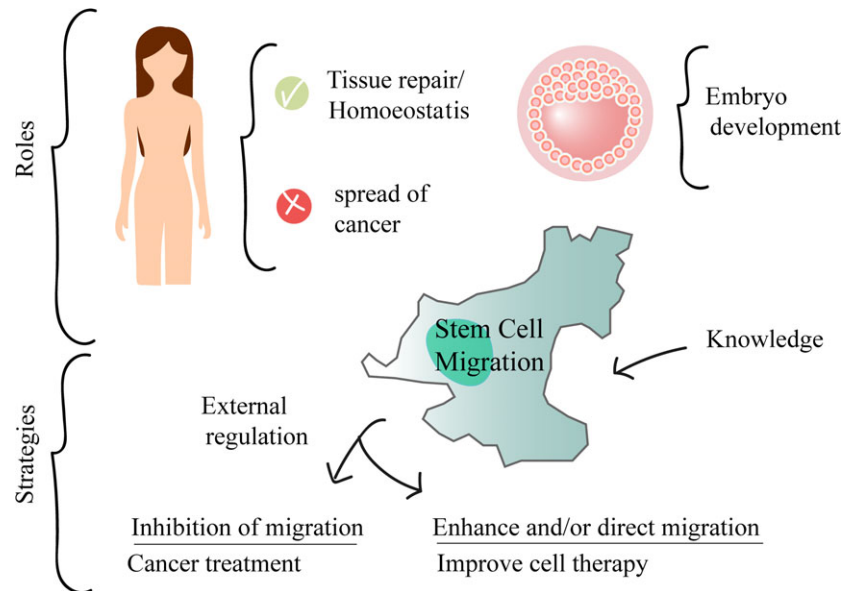 Roles
Tissue repair/
Homoeostatis
spread of
cancer
Embryo
development
Stem Cell
Migration
Knowledge
Strategies
External
regulation
Inhibition of migration
Cancer treatment
Enhance and/or direct migration
Improve cell therapy